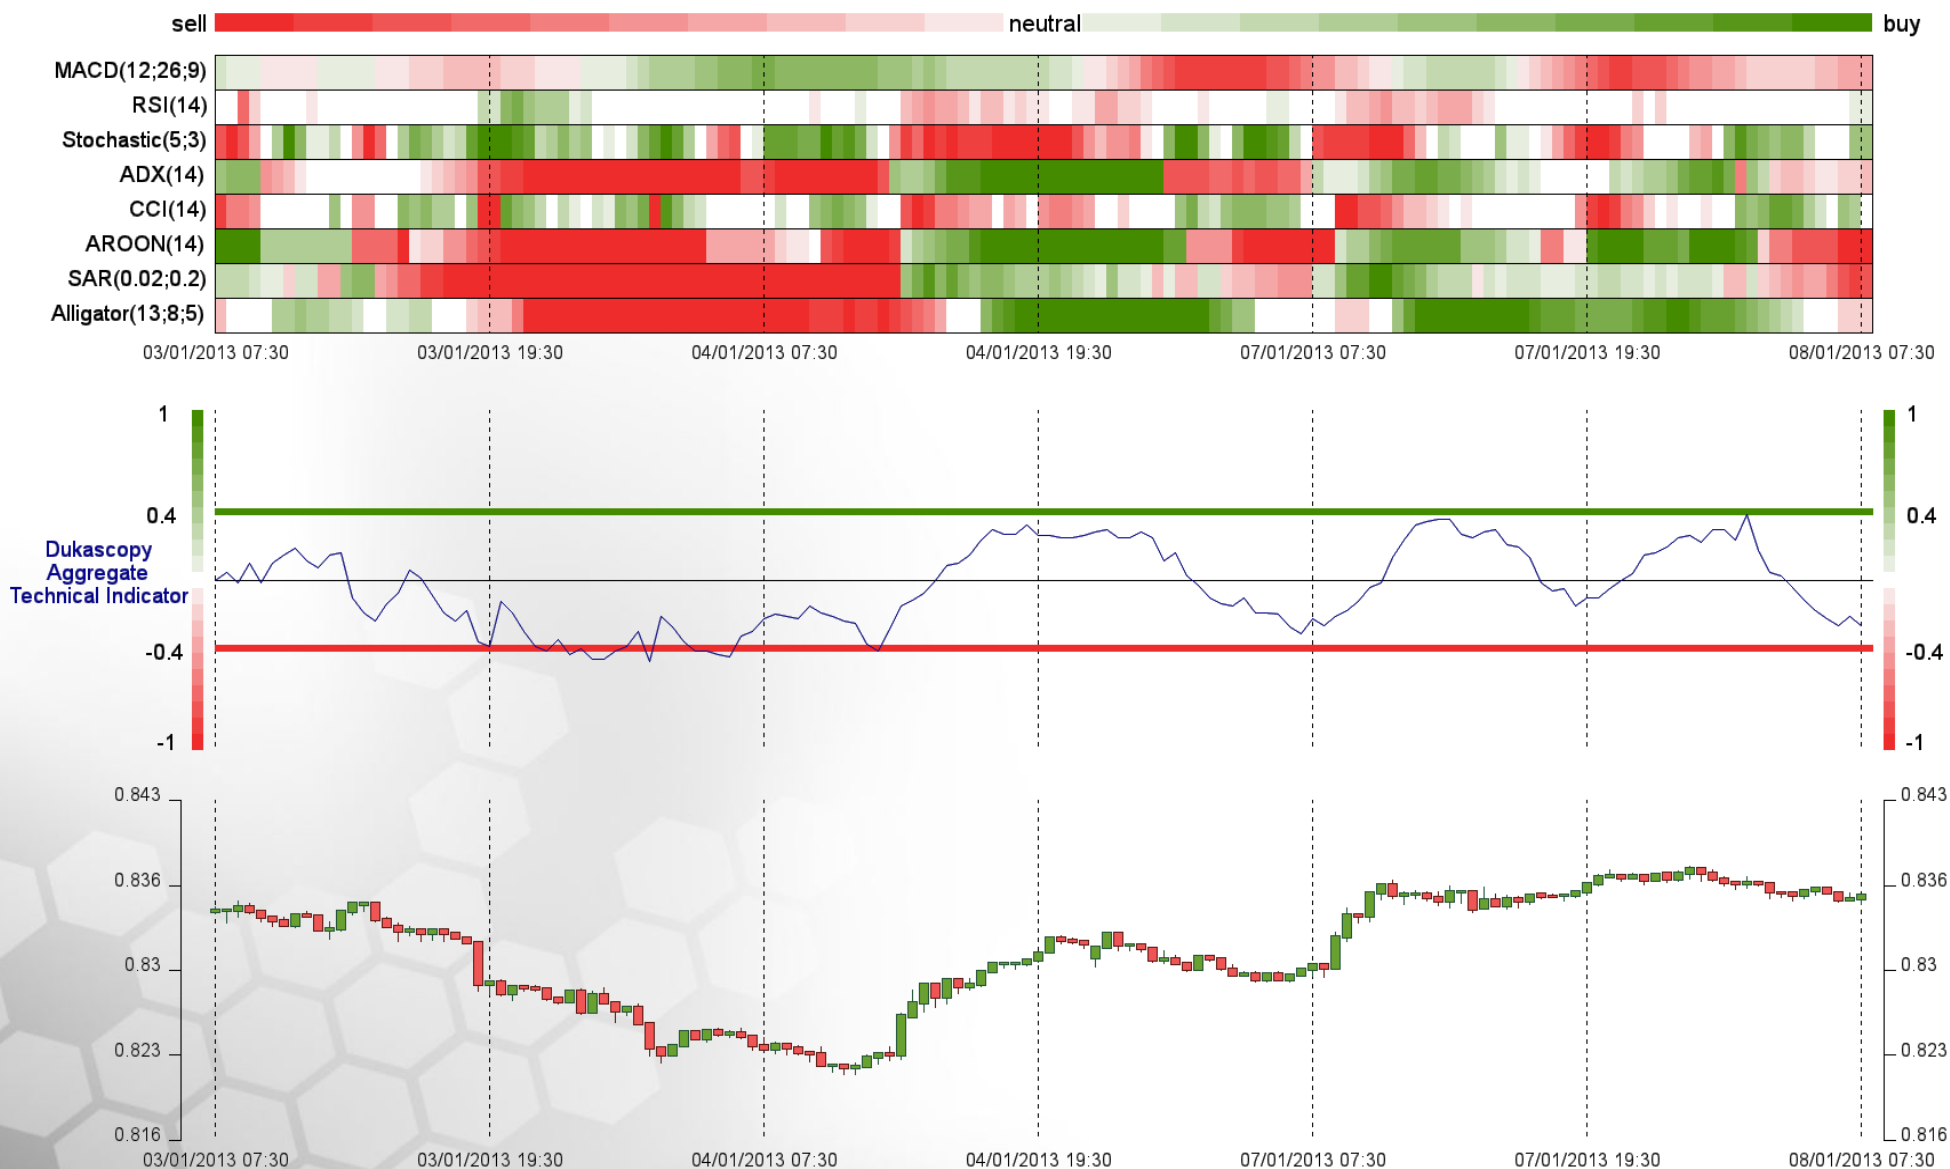 sell neutral buy
MACD(12;26;9)
RSI(14)
Stochastic(5;3)
ADX(14)
CCI(14)
AROON(14)
SAR(0.02;0.2)
Alligator(13;8;5)
03/01/2013 07:30 03/01/2013 19:30 04/01/2013 07:30 04/01/2013 19:30 07/01/2013 07:30 07/01/2013 19:30 08/01/2013 07:30
1 1
0.4 0.4
Dukascopy
Aggregate
Technical Indicator
-0.4 -0.4
-1 -1
0.843 0.843
0.836 0.836
0.83 0.83
0.823 0.823
0.816 0.816
03/01/2013 07:30 03/01/2013 19:30 04/01/2013 07:30 04/01/2013 19:30 07/01/2013 07:30 07/01/2013 19:30 08/01/2013 07:30